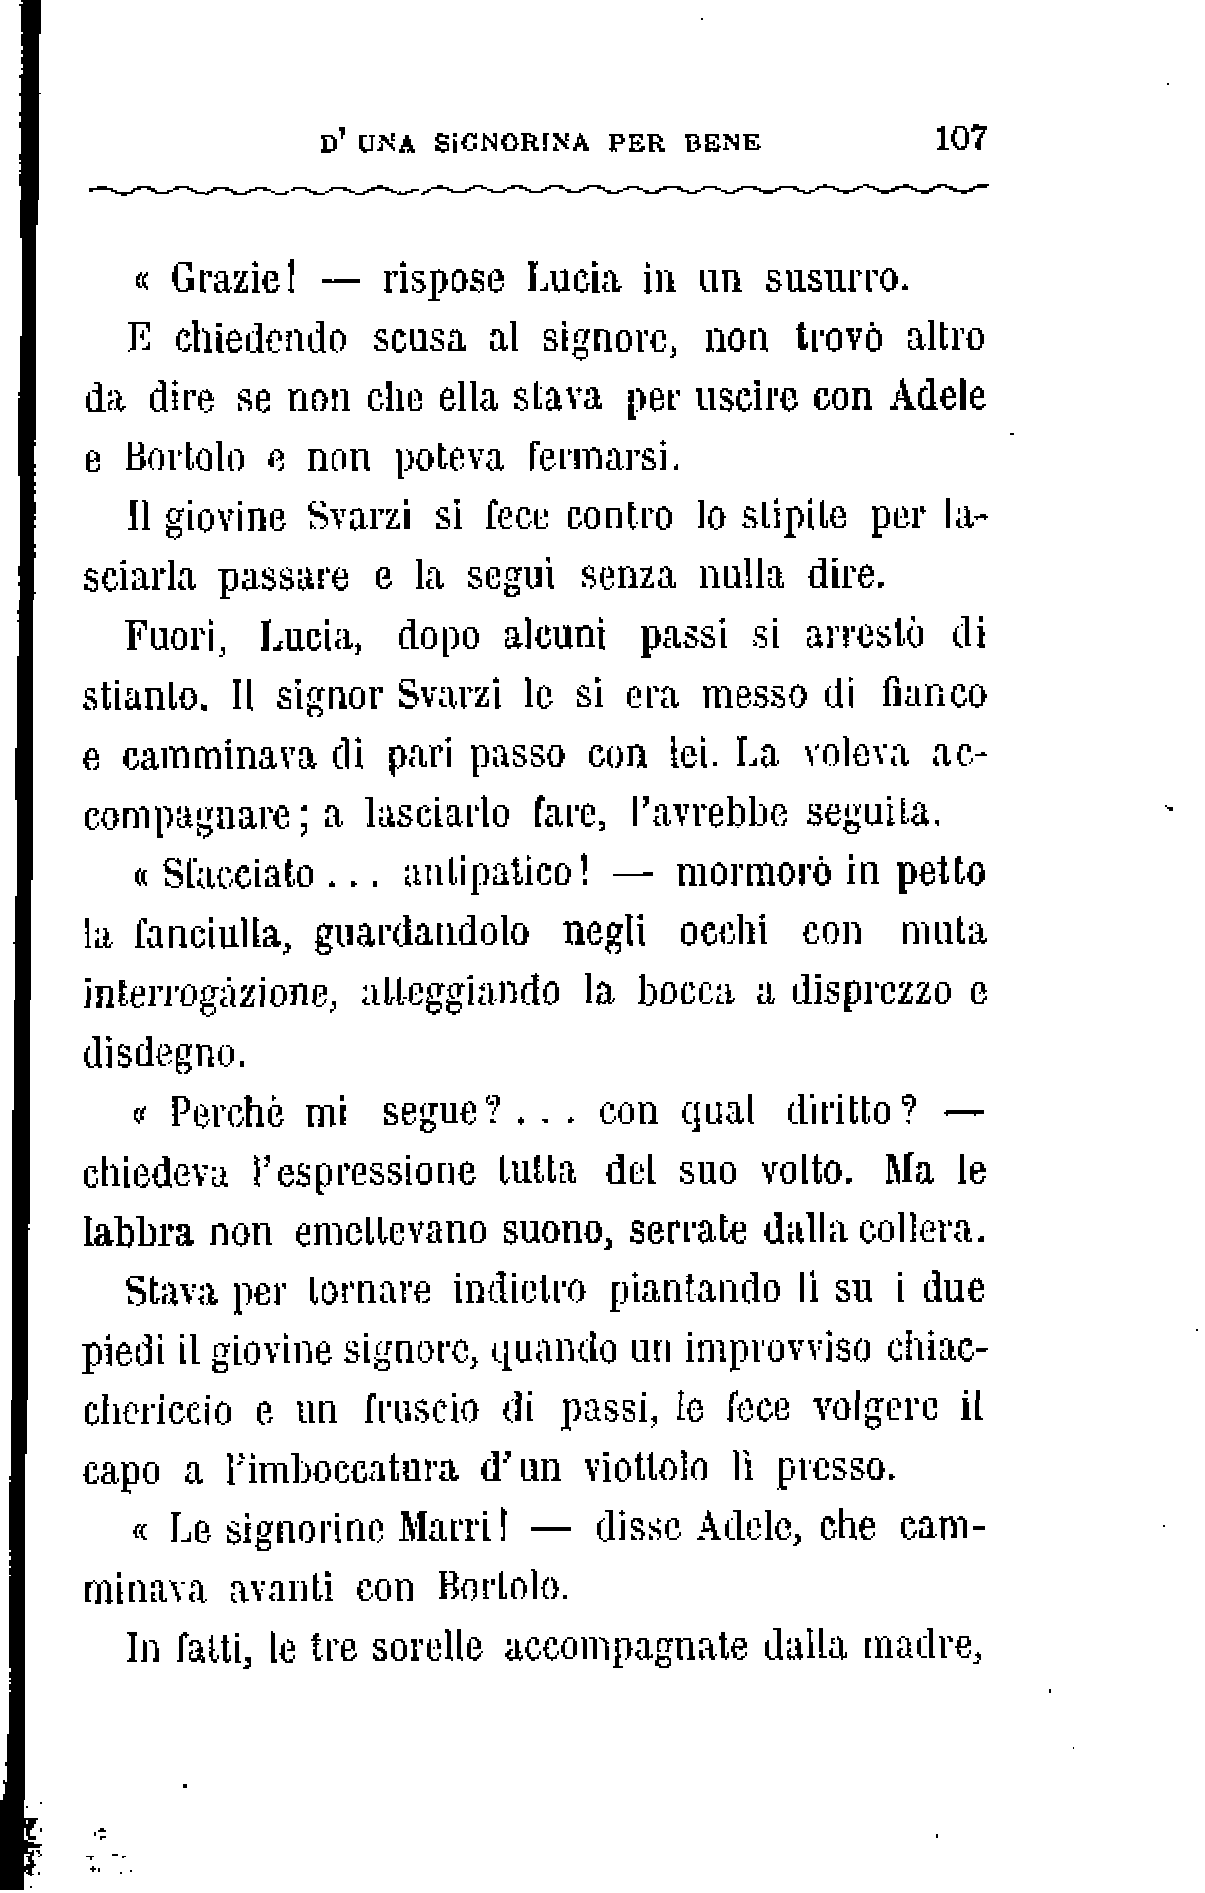 D' UNA SIGNORINA PER BENE 107
« Grazie! — rispose Lucia in un susurro.
E chiedendo scusa al signore, non trovò altro
da dire se non che ella stava per uscire con Adele
e Bortolo e non poteva fermarsi.
Il giovine Svarzi si fece contro lo stipite per la-
sciarla passare e la seguì senza nulla dire.
Fuori, Lucia, dopo alcuni passi si arrestò di
stianto. Il signor Svarzi le si era messo di fianco
e camminava di pari passo con lei. La voleva ac-
compagnare; a lasciarlo fare, l'avrebbe seguita.
« Sfacciato... antipatico! — mormorò in petto
la fanciulla, guardandolo negli occhi con muta
interrogàzione, atteggiando la bocca a disprezzo e
disdegno.
« Perchè mi segue?... con qual diritto? —
chiedeva l'espressione tutta del suo volto. Ma le
labbra non emettevano suono, serrate dalla collera.
Stava per tornare indietro piantando lì su i due
piedi il giovine signore, quando un improvviso chiac-
chericcio e un fruscio di passi, le fece volgere il
capo a l'imboccatura d'un viottolo lì presso.
« Le signorine Marri! — disse Adele, che cam-
minava avanti con Bortolo.
In fatti, le tre sorelle accompagnate dalla madre,